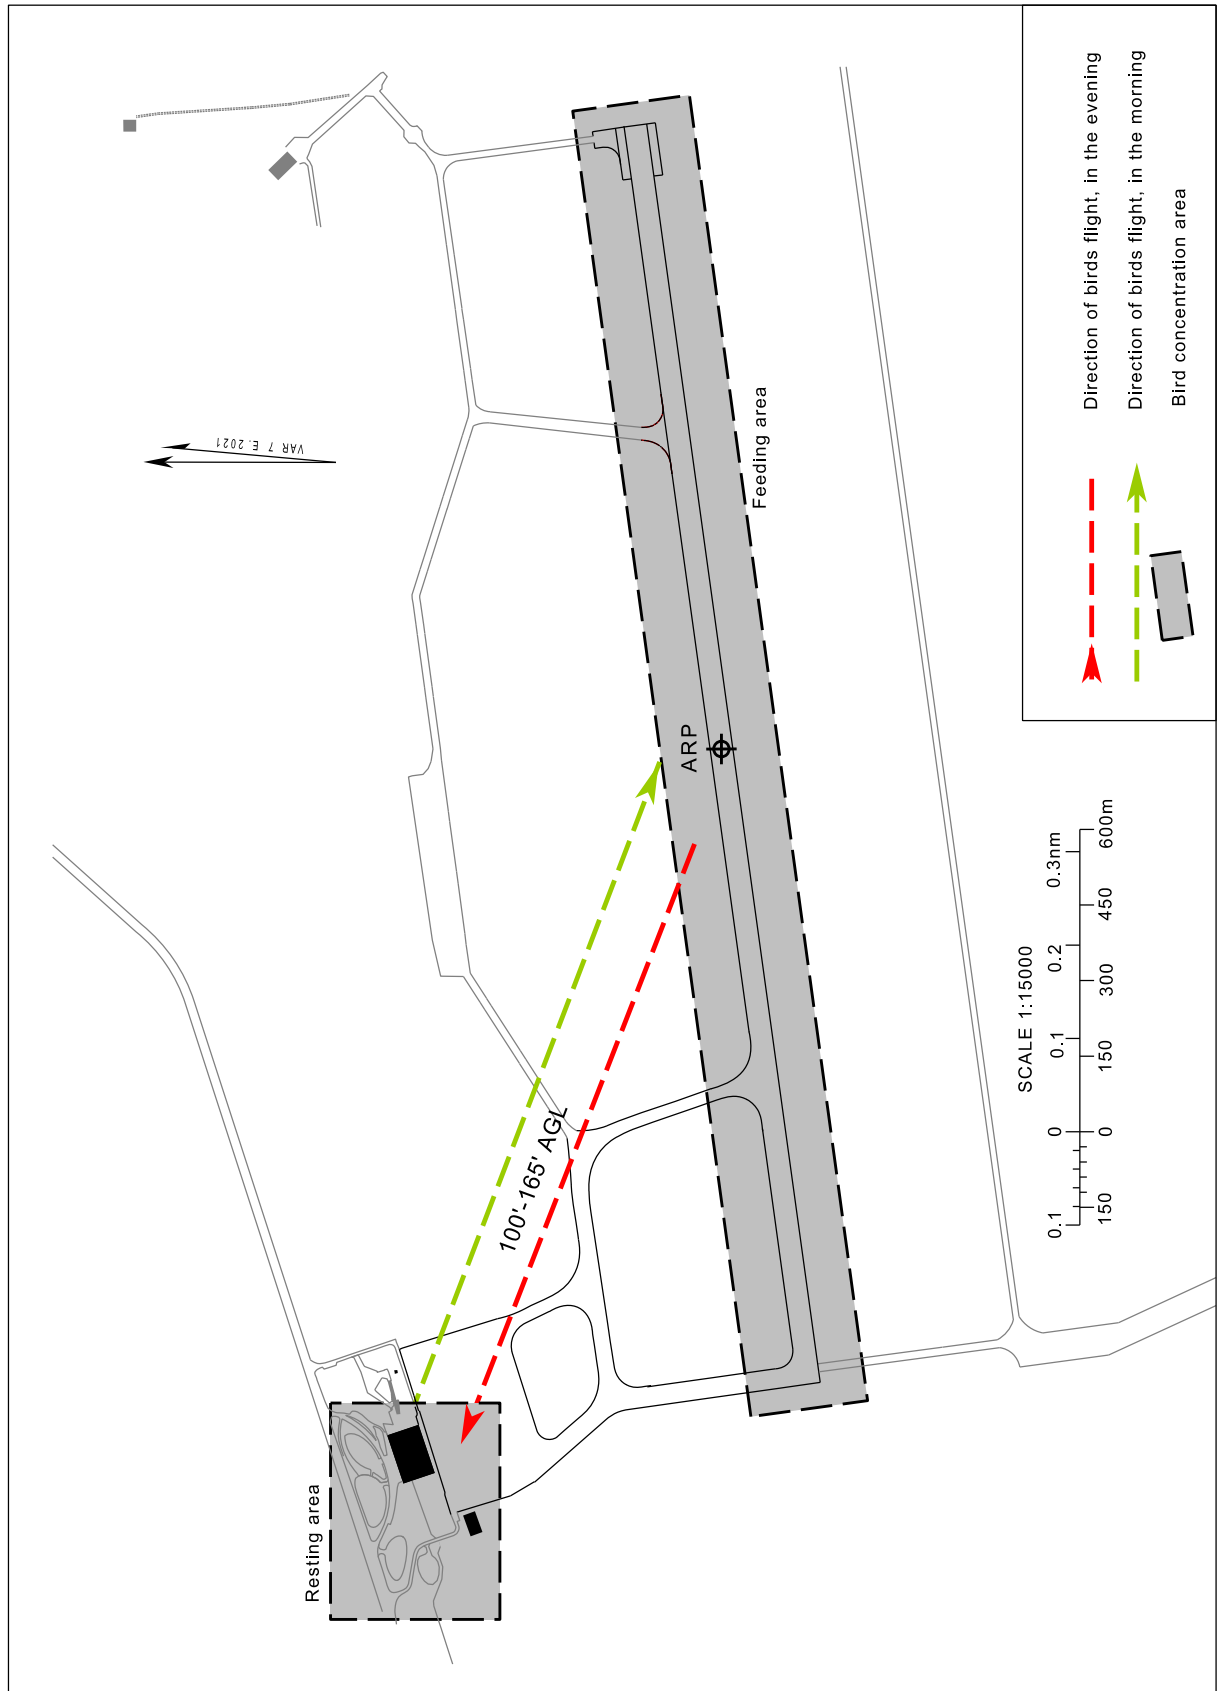 VAR 7 E. 2021
Feeding area
ARP
100'-165' AGL
Resting area
Direction of birds flight, in the evening
Direction of birds flight, in the morning
Bird concentration area
SCALE 1:15000
0.1 0 0.1 0.2 0.3nm
150 0 150 300 450 600m